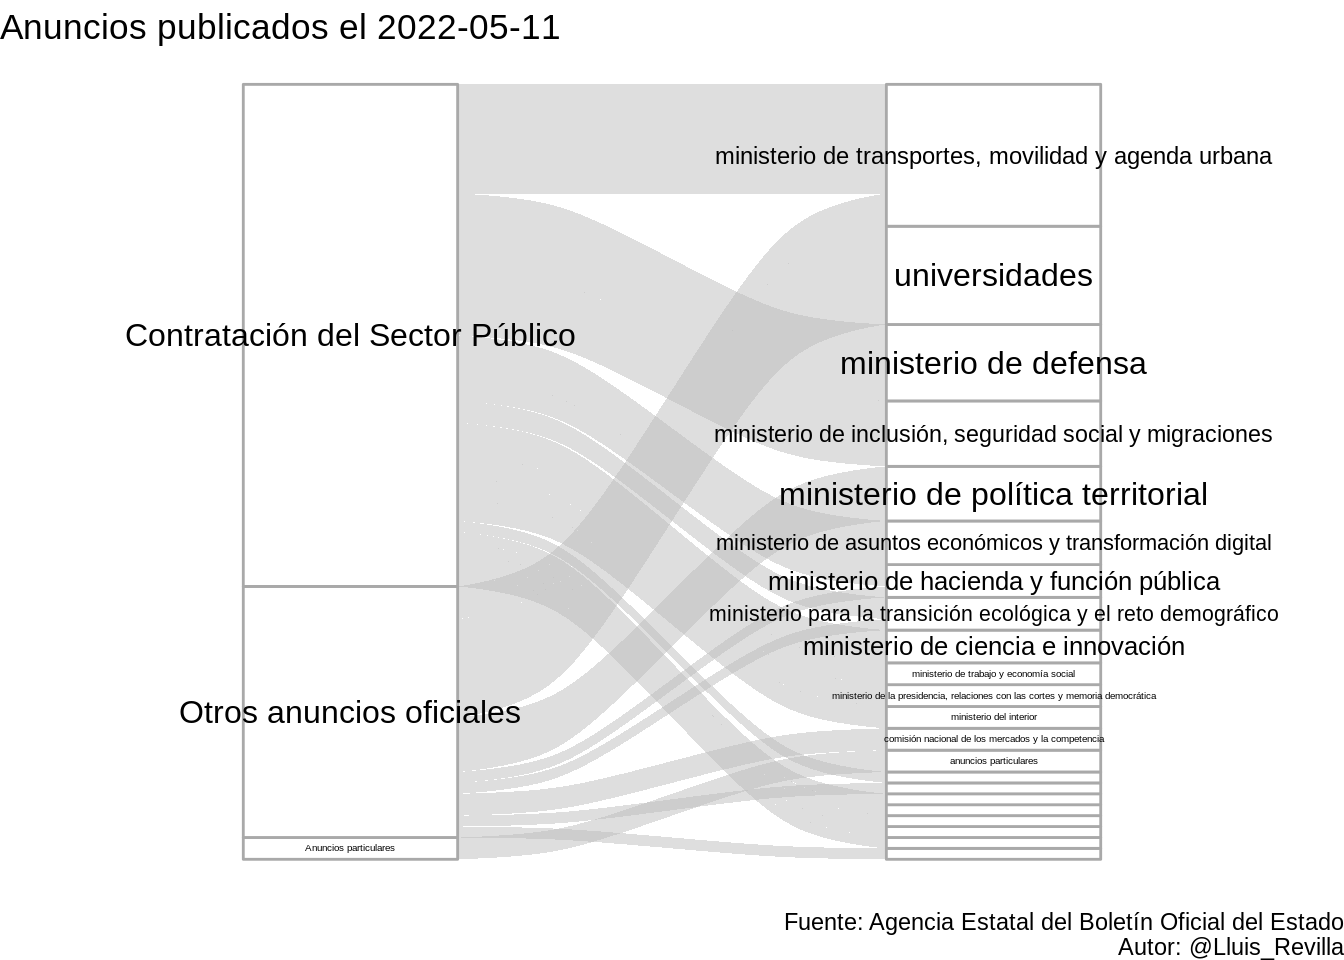 Anuncios publicados el 2022-05-11
ministerio de transportes, movilidad y agenda urbana
universidades
Contratación del Sector Público
ministerio de defensa
ministerio de inclusión, seguridad social y migraciones
ministerio de política territorial
ministerio de asuntos económicos y transformación digital
ministerio de hacienda y función pública
ministerio para la transición ecológica y el reto demográfico
ministerio de ciencia e innovación
ministerio de trabajo y economía social
ministerio de la presidencia, relaciones con las cortes y memoria democrática
Otros anuncios oficiales
ministerio del interior
comisión nacional de los mercados y la competencia
anuncios particulares
Anuncios particulares
Fuente: Agencia Estatal del Boletín Oficial del Estado
Autor: @Lluis_Revilla